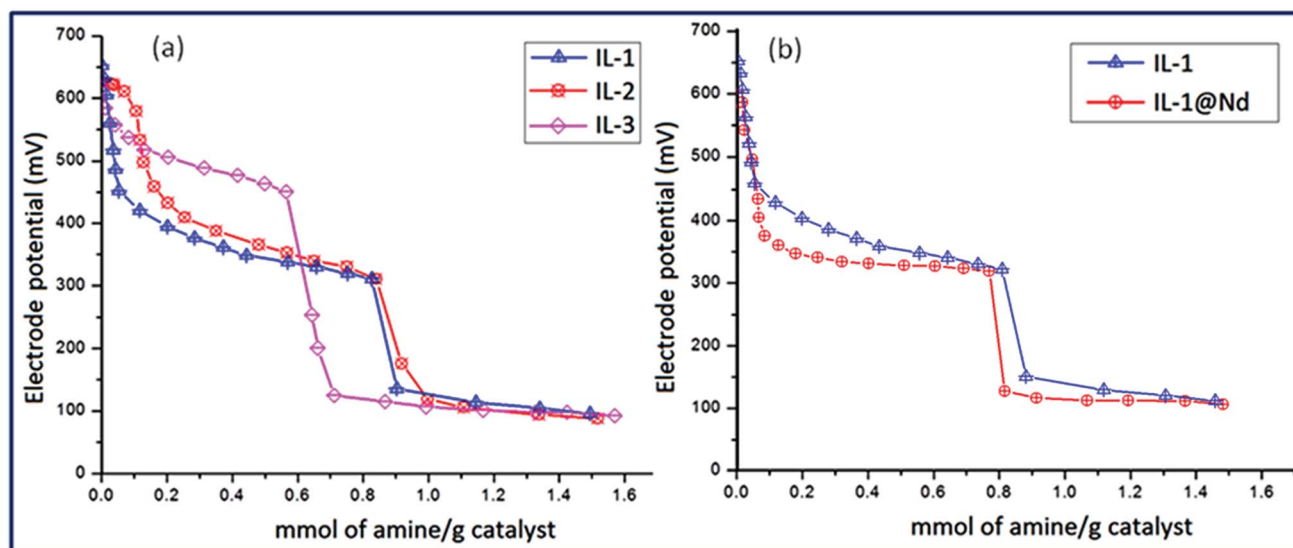 (a)
IL-1
IL-2
IL-3
Electrode potential (mV)
700
600
500
400
300
200
100
0
0.0 0.2 0.4 0.6 0.8 1.0 1.2 1.4 1.6
mmol of amine/g catalyst
(b)
IL-1
IL-1@Nd
Electrode potential (mV)
700
600
500
400
300
200
100
0
0.0 0.2 0.4 0.6 0.8 1.0 1.2 1.4 1.6
mmol of amine/g catalyst